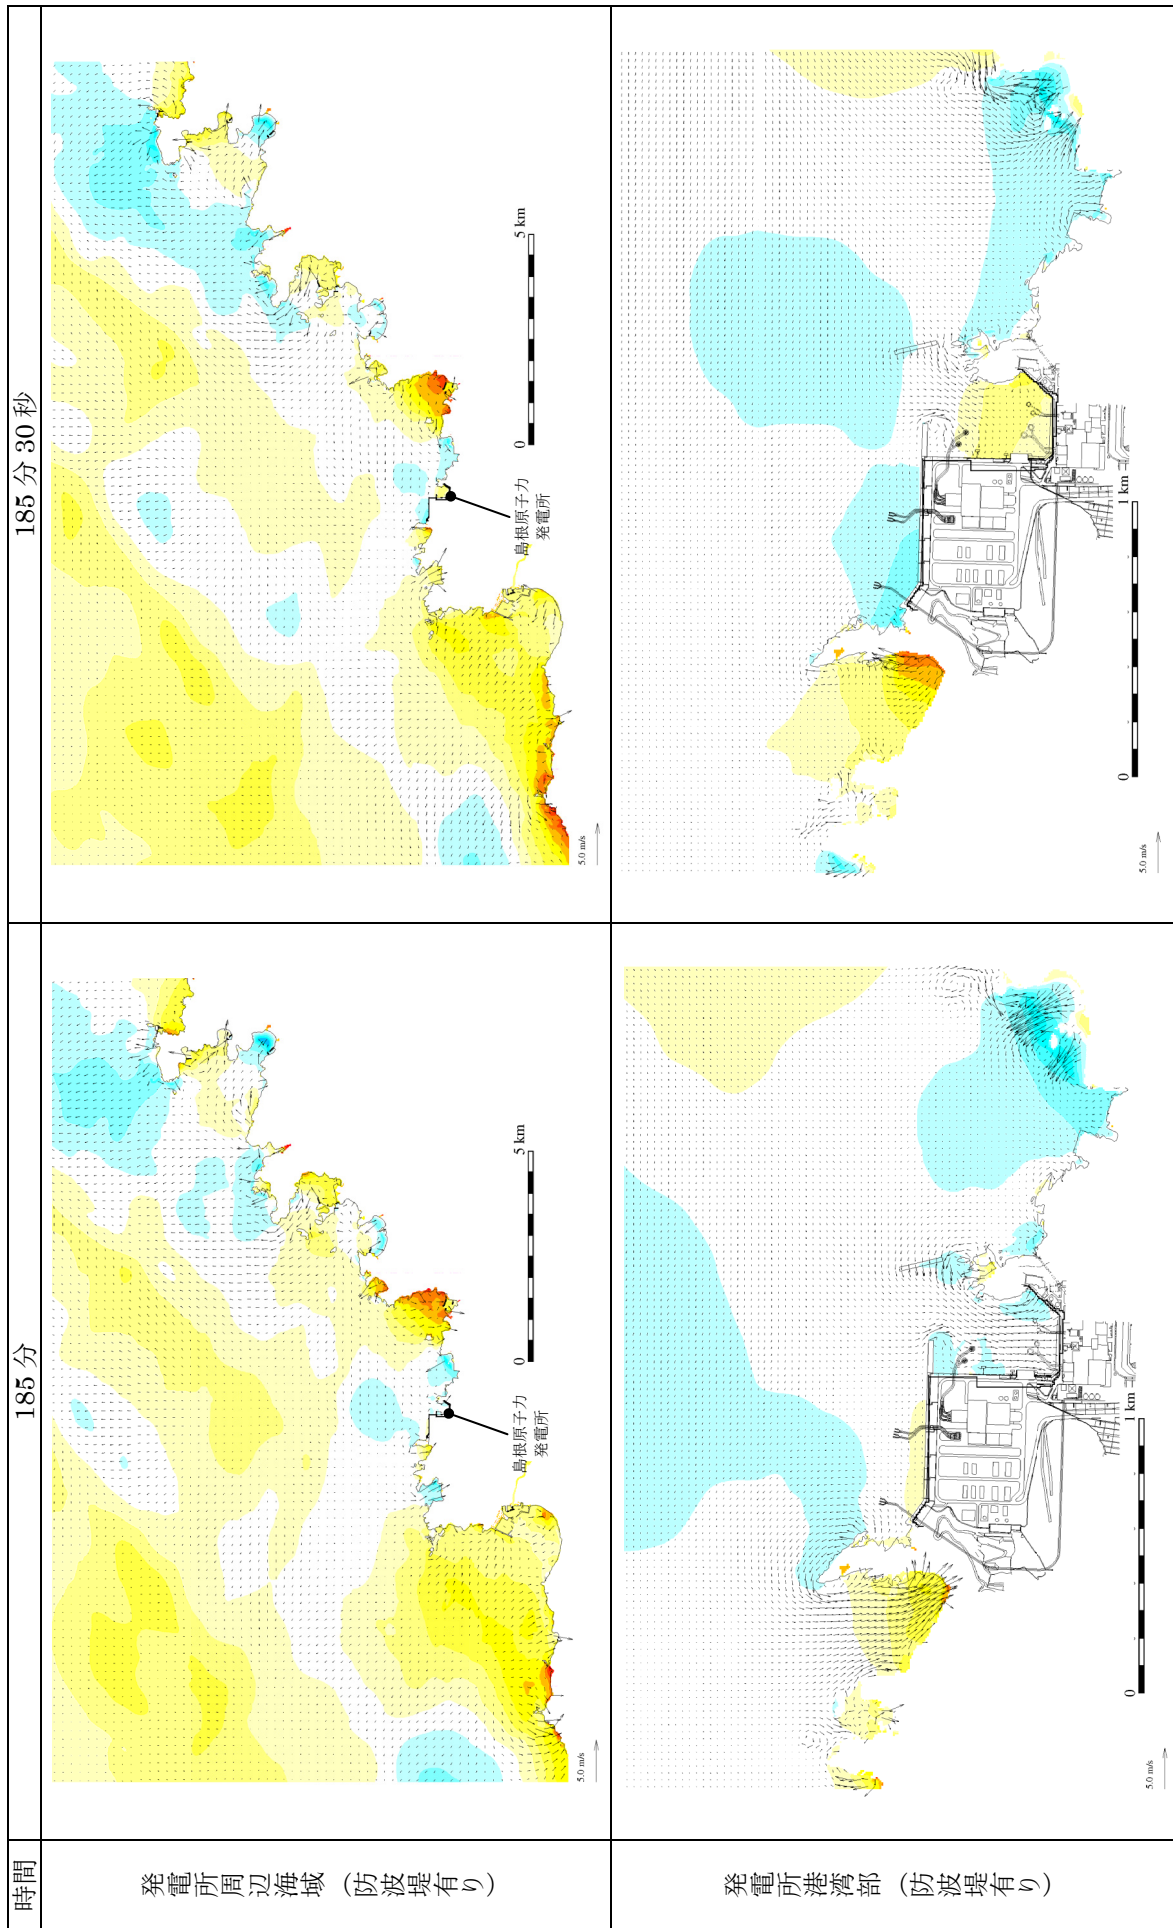 時間
185分
185分30秒
発電所周辺海域（防波堤有り）
島根原子力
発電所
0
5 km
5.0 m/s
島根原子力
発電所
0
5 km
5.0 m/s
発電所港湾部（防波堤有り）
0
1 km
5.0 m/s
0
1 km
5.0 m/s